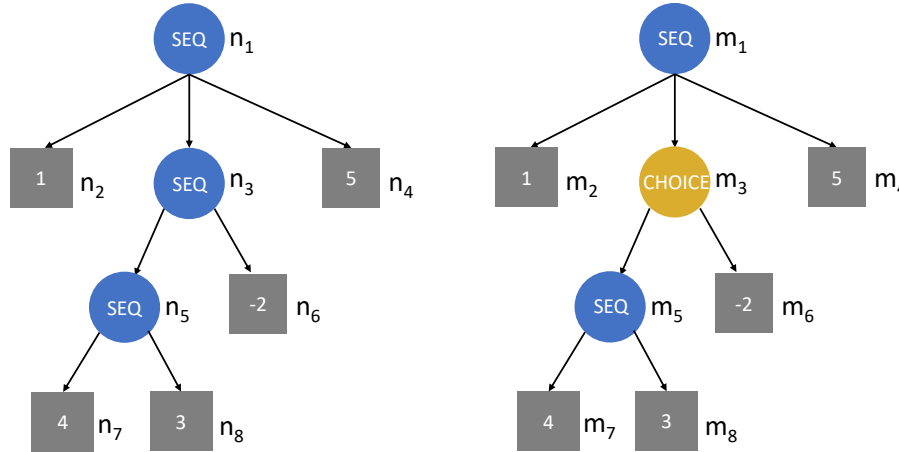 SEQ n₁ SEQ m₁
1 n₂ SEQ n₃ 5 n₄ 1 m₂ CHOICE m₃ 5 m
SEQ n₅ -2 n₆ SEQ m₅ -2 m₆
4 n₇ 3 n₈ 4 m₇ 3 m₈